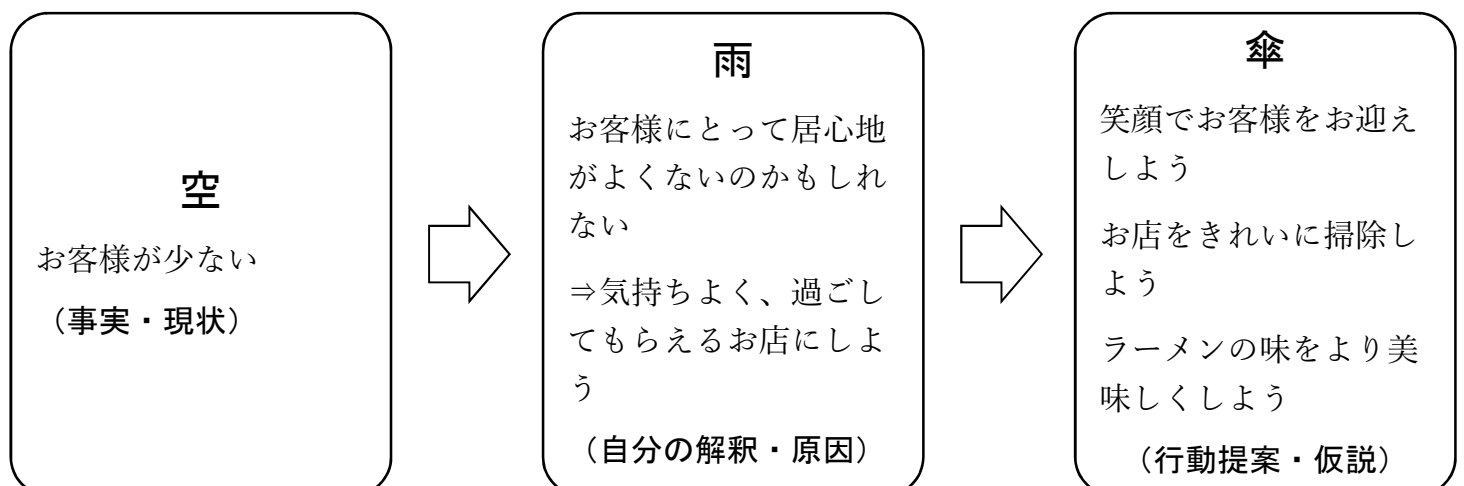 空
お客様が少ない
（事実・現状）
雨
お客様にとって居心地
がよくないのかもしれ
ない
⇒気持ちよく、過ごし
てもらえるお店にしよ
う
（自分の解釈・原因）
傘
笑顔でお客様をお迎え
しよう
お店をきれいに掃除し
よう
ラーメンの味をより美
味しくしよう
（行動提案・仮説）